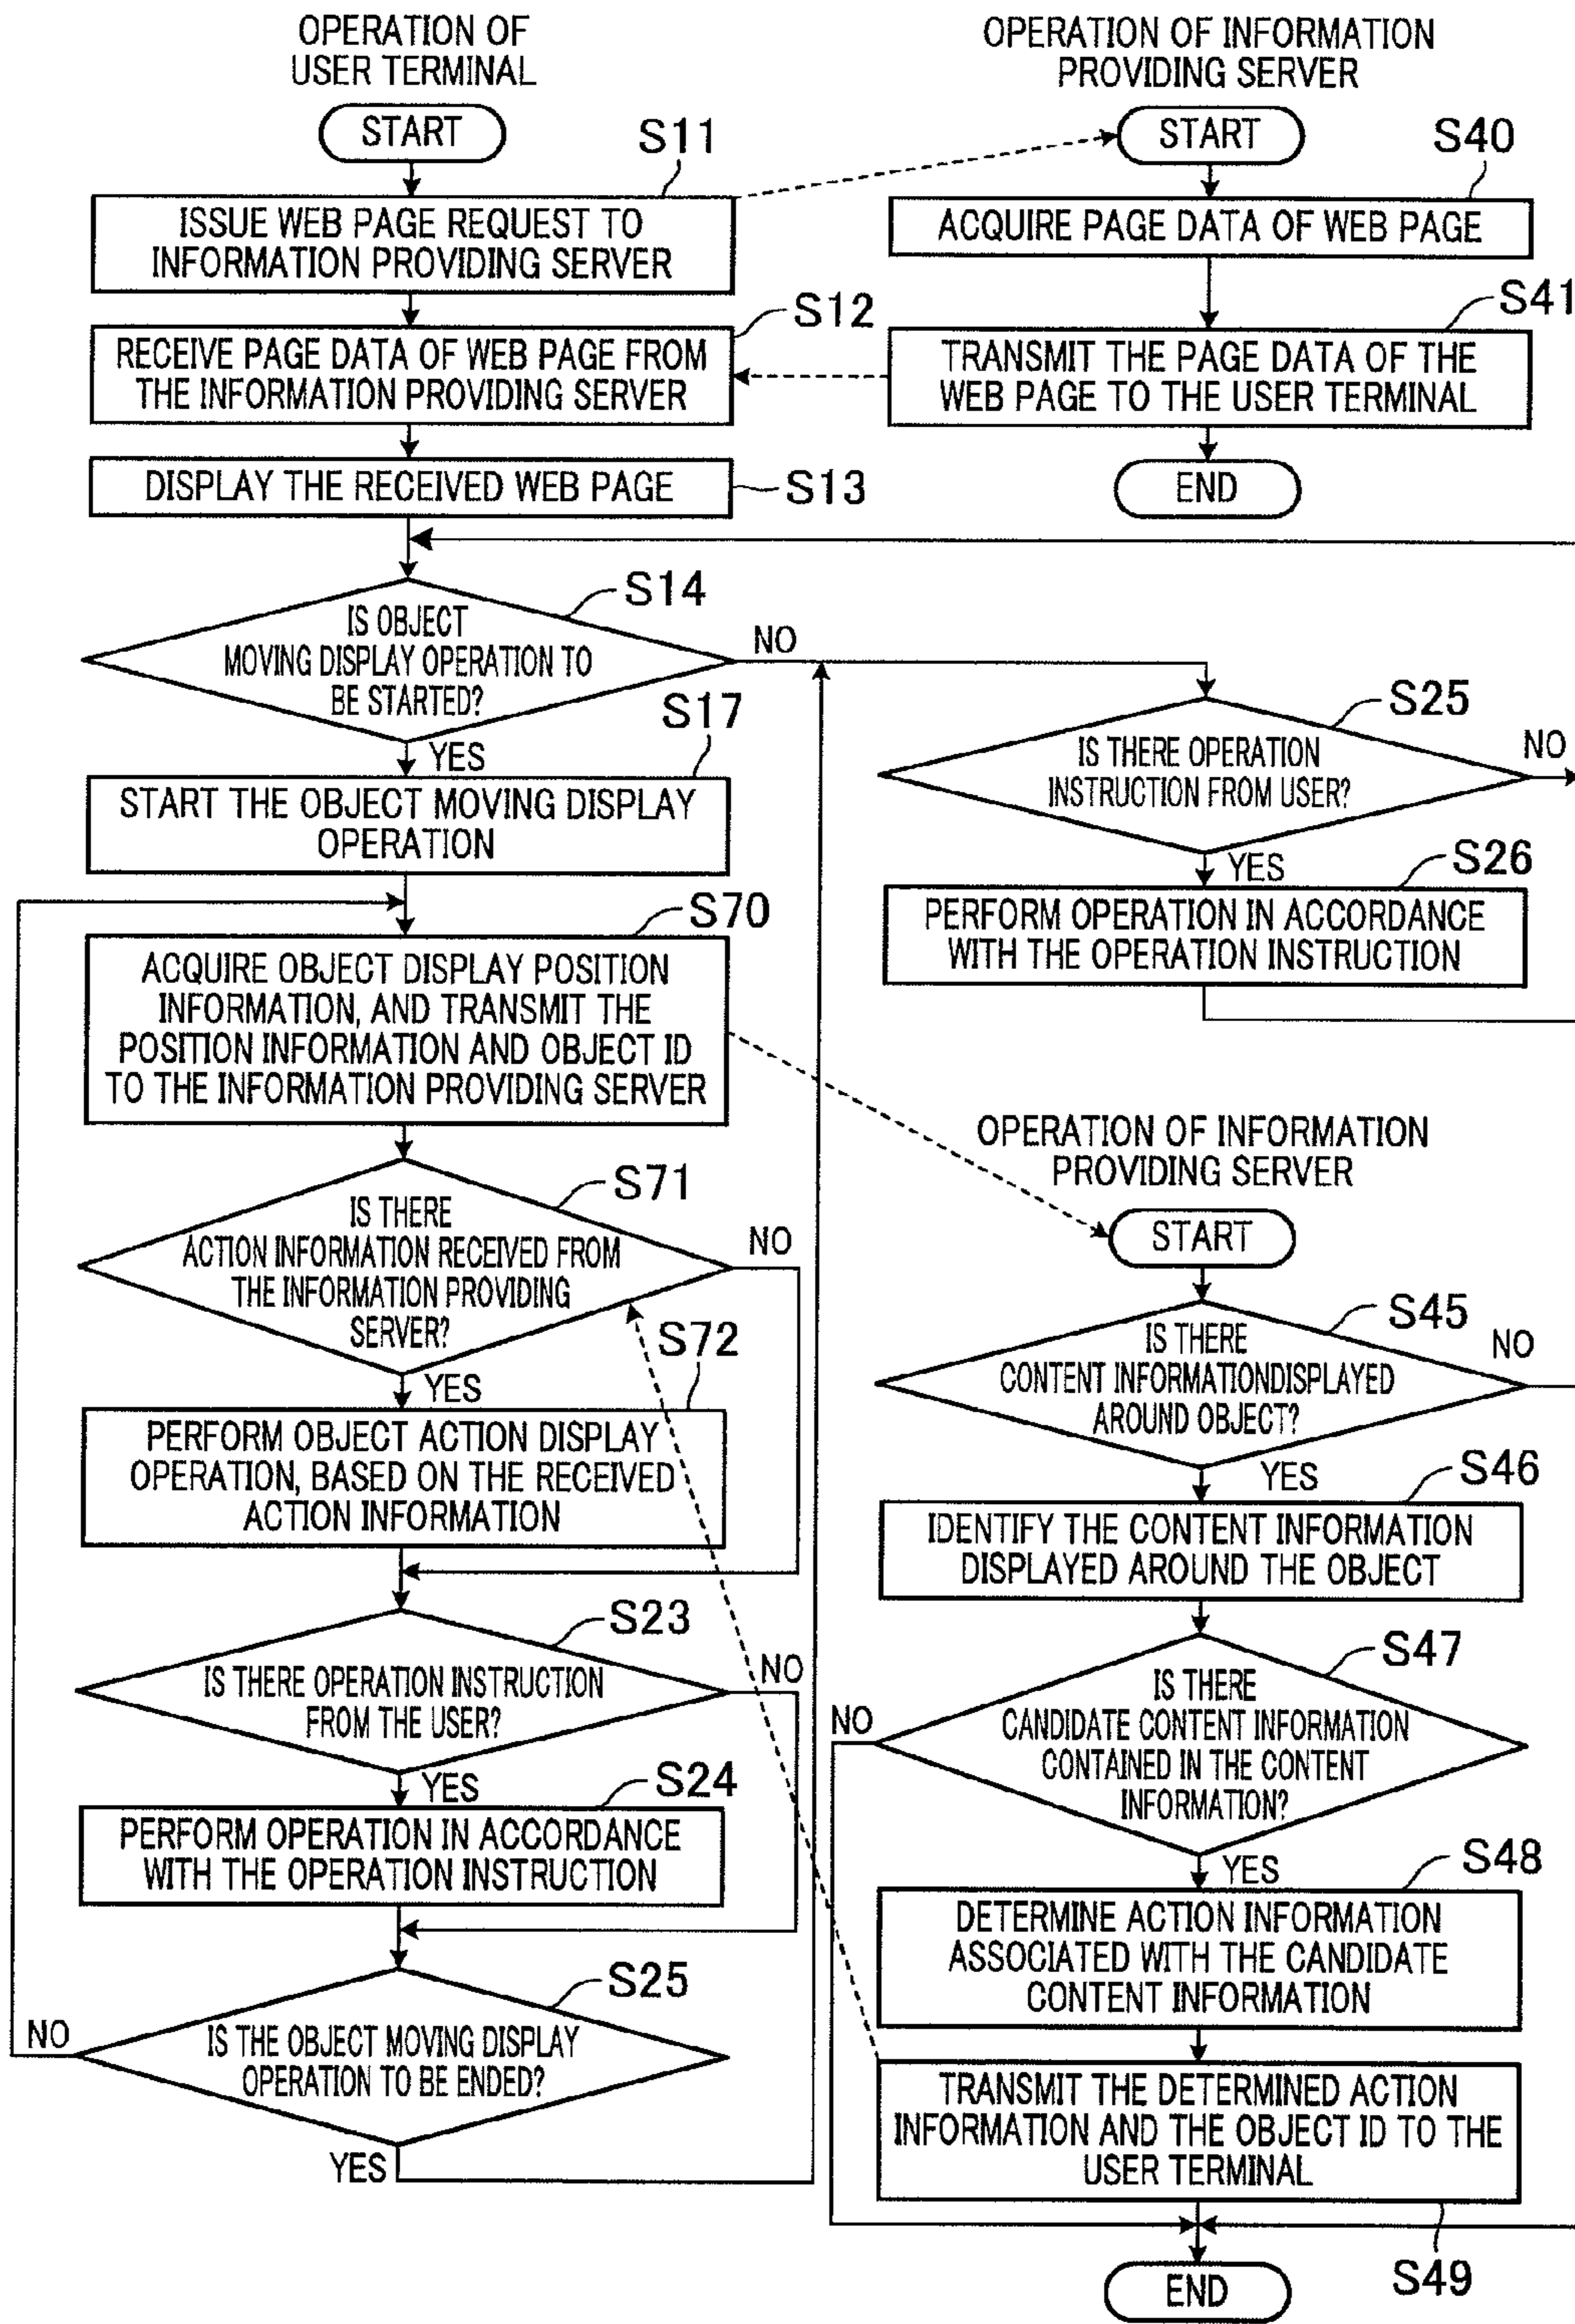 OPERATION OF
USER TERMINAL
START
S11
ISSUE WEB PAGE REQUEST TO
INFORMATION PROVIDING SERVER
S12
RECEIVE PAGE DATA OF WEB PAGE FROM
THE INFORMATION PROVIDING SERVER
DISPLAY THE RECEIVED WEB PAGE
S13
S14
IS OBJECT
MOVING DISPLAY OPERATION TO
BE STARTED?
NO
YES
S17
START THE OBJECT MOVING DISPLAY
OPERATION
S70
ACQUIRE OBJECT DISPLAY POSITION
INFORMATION, AND TRANSMIT THE
POSITION INFORMATION AND OBJECT ID
TO THE INFORMATION PROVIDING SERVER
S71
IS THERE
ACTION INFORMATION RECEIVED FROM
THE INFORMATION PROVIDING
SERVER?
NO
YES
S72
PERFORM OBJECT ACTION DISPLAY
OPERATION, BASED ON THE RECEIVED
ACTION INFORMATION
S23
IS THERE OPERATION INSTRUCTION
FROM THE USER?
NO
YES
S24
PERFORM OPERATION IN ACCORDANCE
WITH THE OPERATION INSTRUCTION
S25
IS THE OBJECT MOVING DISPLAY
OPERATION TO BE ENDED?
NO
YES
OPERATION OF INFORMATION
PROVIDING SERVER
START
S40
ACQUIRE PAGE DATA OF WEB PAGE
S41
TRANSMIT THE PAGE DATA OF THE
WEB PAGE TO THE USER TERMINAL
END
S25
IS THERE OPERATION
INSTRUCTION FROM USER?
NO
YES
S26
PERFORM OPERATION IN ACCORDANCE
WITH THE OPERATION INSTRUCTION
OPERATION OF INFORMATION
PROVIDING SERVER
START
S45
IS THERE
CONTENT INFORMATIONDISPLAYED
AROUND OBJECT?
NO
YES
S46
IDENTIFY THE CONTENT INFORMATION
DISPLAYED AROUND THE OBJECT
S47
IS THERE
CANDIDATE CONTENT INFORMATION
CONTAINED IN THE CONTENT
INFORMATION?
NO
YES
S48
DETERMINE ACTION INFORMATION
ASSOCIATED WITH THE CANDIDATE
CONTENT INFORMATION
TRANSMIT THE DETERMINED ACTION
INFORMATION AND THE OBJECT ID TO THE
USER TERMINAL
S49
END